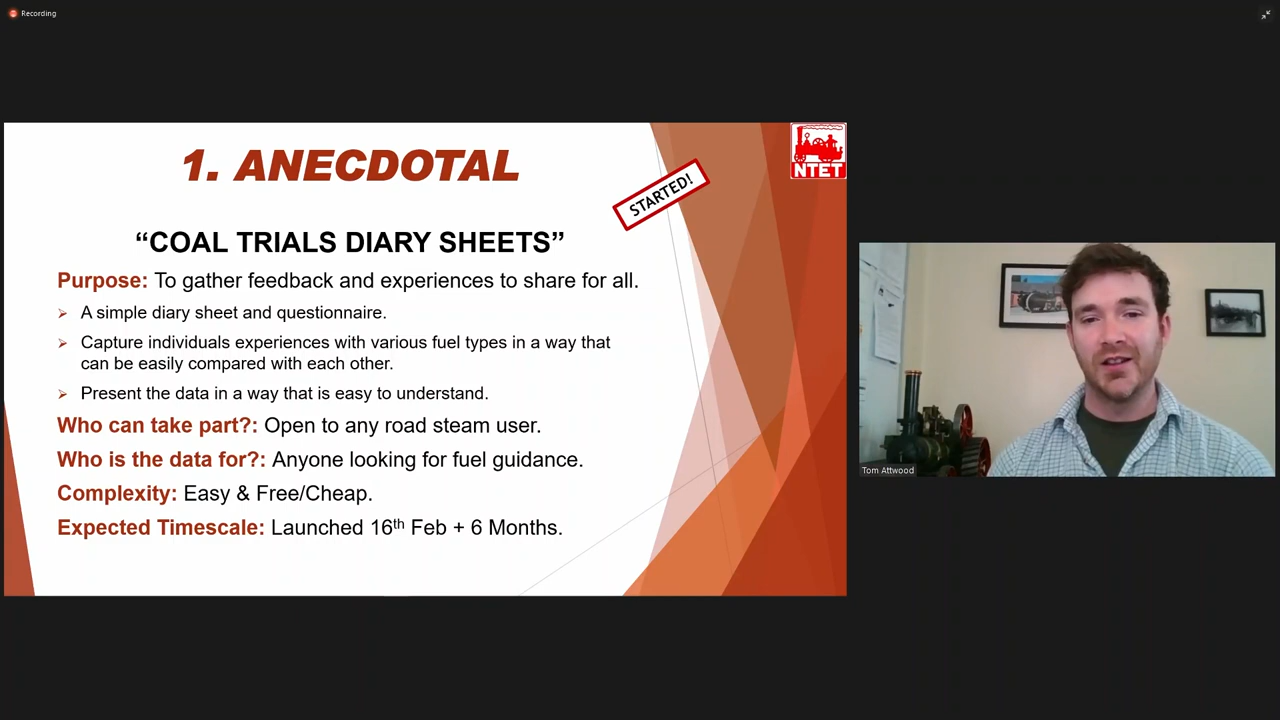 Recording
1. ANECDOTAL
STARTED!
NTET
“COAL TRIALS DIARY SHEETS”
Purpose: To gather feedback and experiences to share for all.
A simple diary sheet and questionnaire.
Capture individuals experiences with various fuel types in a way that
can be easily compared with each other.
Present the data in a way that is easy to understand.
Who can take part?: Open to any road steam user.
Who is the data for?: Anyone looking for fuel guidance.
Complexity: Easy & Free/Cheap.
Expected Timescale: Launched 16th Feb + 6 Months.
Tom Attwood